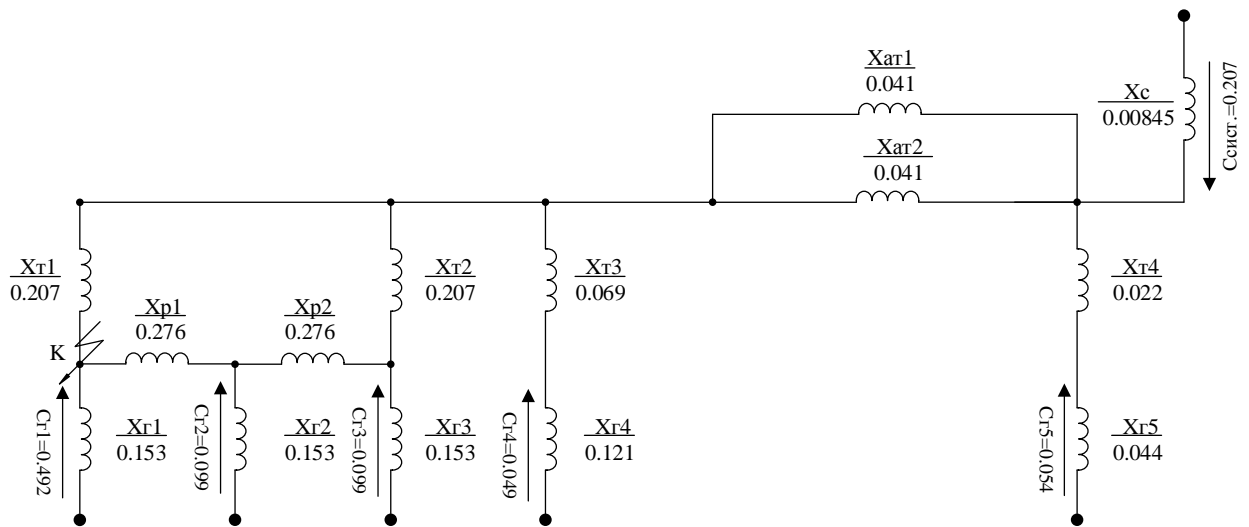 Xат1
0.041
Xат2
0.041
Xс
0.00845
Cсист.=0.207
Xт1
0.207
Xт2
0.207
Xт3
0.069
Xт4
0.022
Xр1
0.276
Xр2
0.276
K
Cг1=0.492
Xг1
0.153
Cг2=0.099
Xг2
0.153
Cг3=0.099
Xг3
0.153
Cг4=0.049
Xг4
0.121
Cг5=0.054
Xг5
0.044